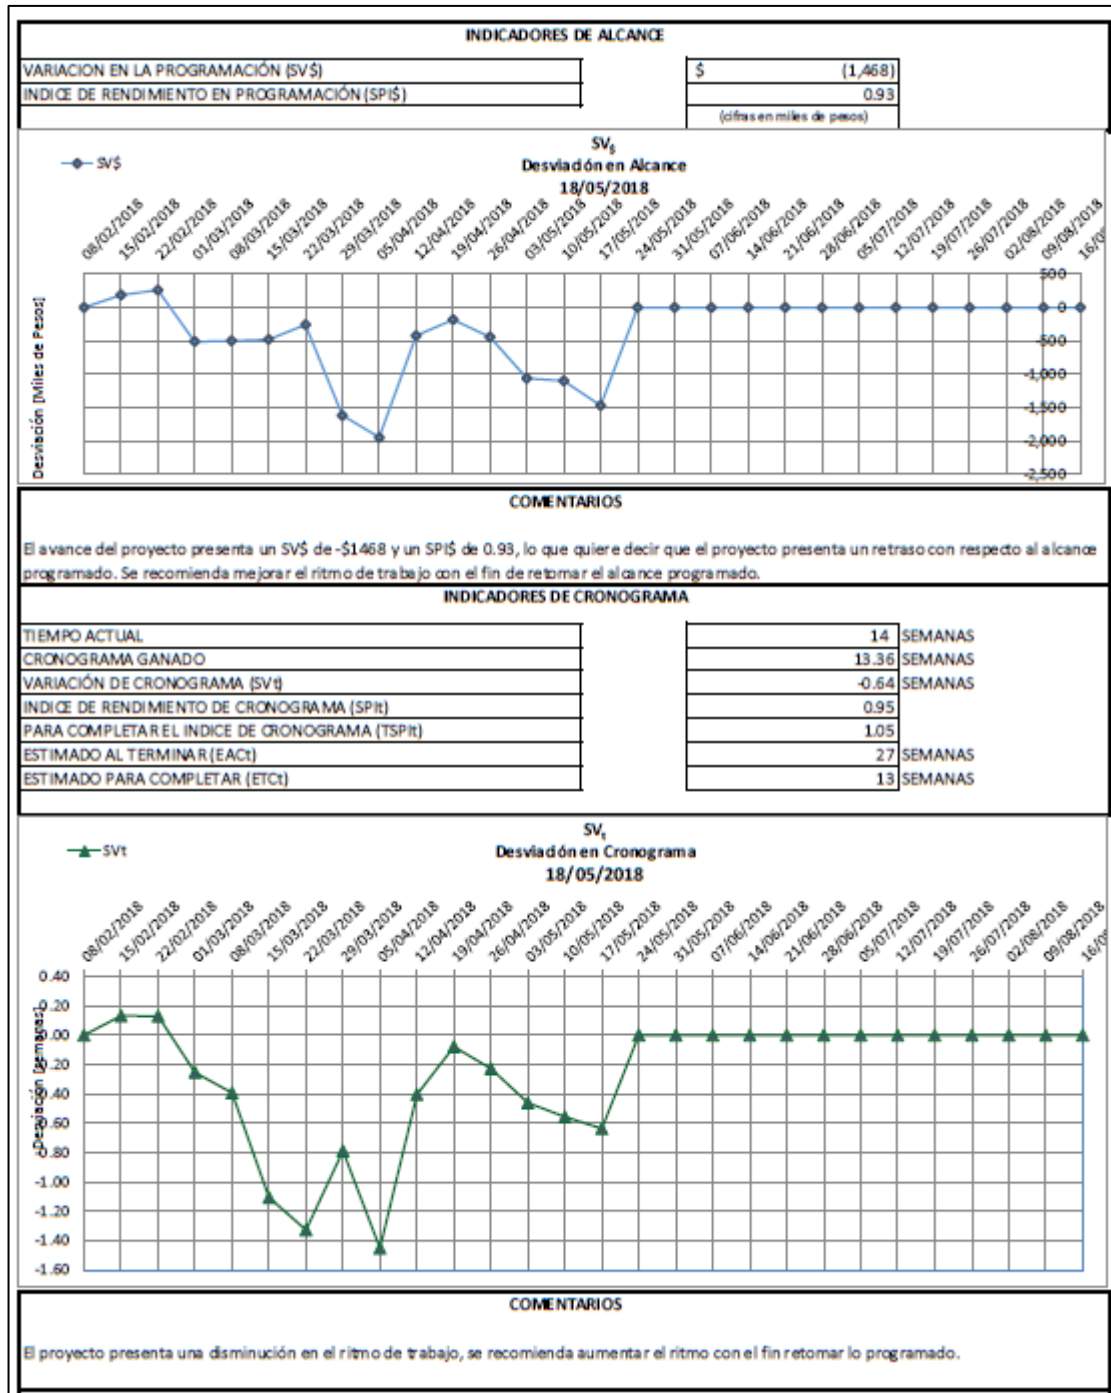 INDICADORES DE ALCANCE
VARIACION EN LA PROGRAMACIÓN (SV$) $ (1,468)
INDICE DE RENDIMIENTO EN PROGRAMACIÓN (SPI$) 0.93
(cifras en miles de pesos)
SV$
SV$
Desviación en Alcance
18/05/2018
08/02/2018 15/02/2018 22/02/2018 01/03/2018 08/03/2018 15/03/2018 22/03/2018 29/03/2018 05/04/2018 12/04/2018 19/04/2018 26/04/2018 03/05/2018 10/05/2018 17/05/2018 24/05/2018 31/05/2018 07/06/2018 14/06/2018 21/06/2018 28/06/2018 05/07/2018 12/07/2018 19/07/2018 26/07/2018 02/08/2018 09/08/2018 16/0
Desviación [Miles de Pesos]
500
0
-500
-1,000
-1,500
-2,000
-2,500
COMENTARIOS
El avance del proyecto presenta un SV$ de -$1468 y un SPI$ de 0.93, lo que quiere decir que el proyecto presenta un retraso con respecto al alcance
programado. Se recomienda mejorar el ritmo de trabajo con el fin de retomar el alcance programado.
INDICADORES DE CRONOGRAMA
TIEMPO ACTUAL 14 SEMANAS
CRONOGRAMA GANADO 13.36 SEMANAS
VARIACIÓN DE CRONOGRAMA (SVt) -0.64 SEMANAS
INDICE DE RENDIMIENTO DE CRONOGRAMA (SPIt) 0.95
PARA COMPLETAR EL INDICE DE CRONOGRAMA (TSPIt) 1.05
ESTIMADO AL TERMINAR (EACt) 27 SEMANAS
ESTIMADO PARA COMPLETAR (ETCt) 13 SEMANAS
SVt
SVt
Desviación en Cronograma
18/05/2018
08/02/2018 15/02/2018 22/02/2018 01/03/2018 08/03/2018 15/03/2018 22/03/2018 29/03/2018 05/04/2018 12/04/2018 19/04/2018 26/04/2018 03/05/2018 10/05/2018 17/05/2018 24/05/2018 31/05/2018 07/06/2018 14/06/2018 21/06/2018 28/06/2018 05/07/2018 12/07/2018 19/07/2018 26/07/2018 02/08/2018 09/08/2018 16/0
Desviación [semanas]
0.40
0.20
0.00
-0.20
-0.40
-0.60
-0.80
-1.00
-1.20
-1.40
-1.60
COMENTARIOS
El proyecto presenta una disminución en el ritmo de trabajo, se recomienda aumentar el ritmo con el fin retomar lo programado.